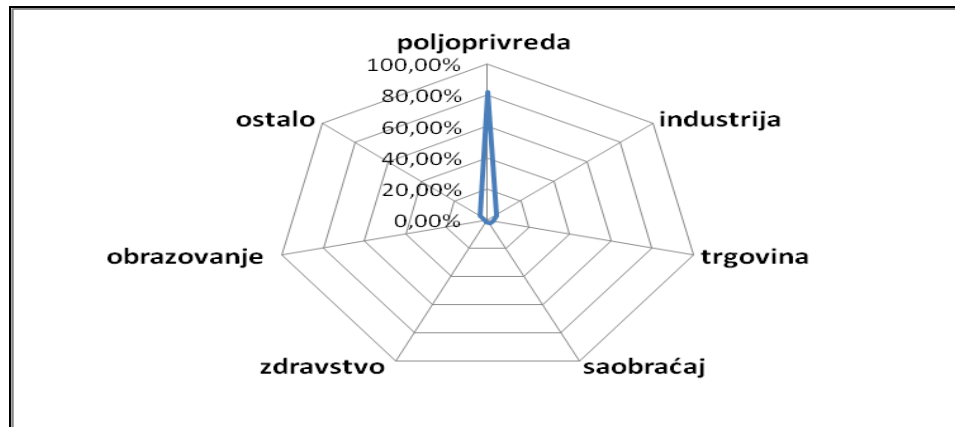 poljoprivreda
100,00%
80,00%
60,00%
40,00%
20,00%
0,00%
industrija
trgovina
saobraćaj
zdravstvo
obrazovanje
ostalo